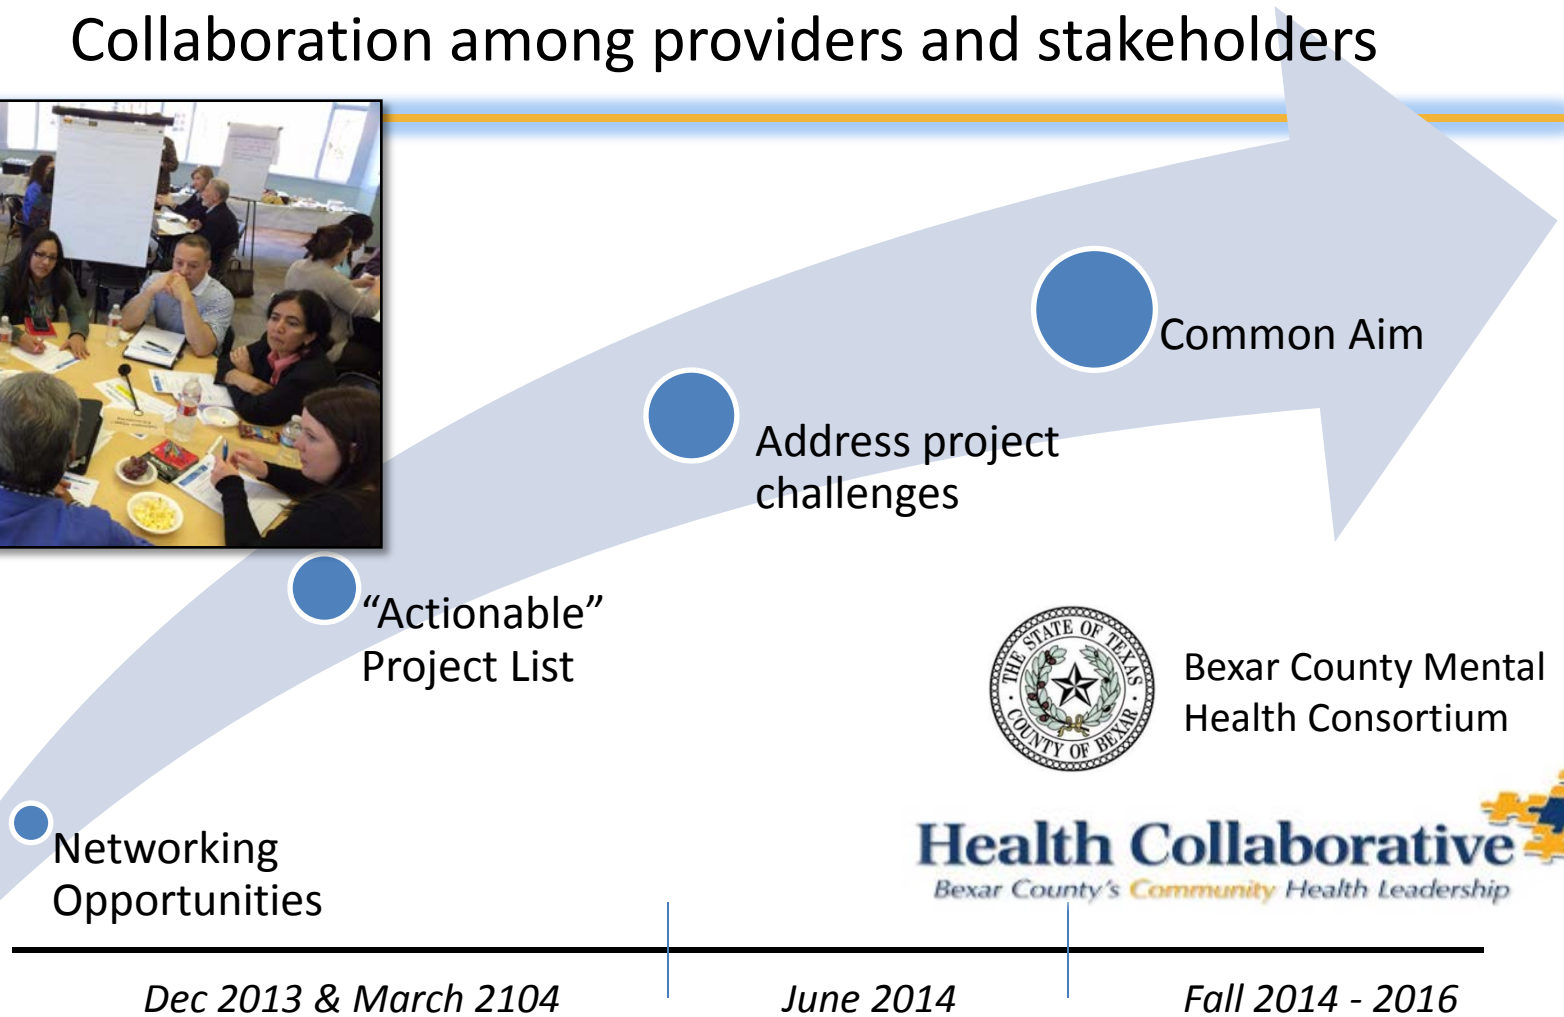 Collaboration among providers and stakeholders
Common Aim
Address project
challenges
“Actionable”
Project List
THE STATE OF TEXAS
COUNTY OF BEXAR
Bexar County Mental
Health Consortium
Health Collaborative
Bexar County's Community Health Leadership
Networking
Opportunities
Dec 2013 & March 2104
June 2014
Fall 2014 - 2016